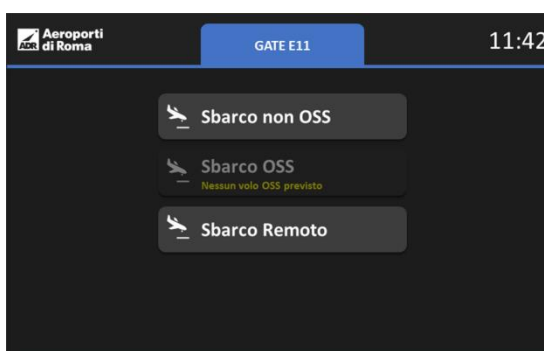 Aeroporti
di Roma
ADR
GATE E11
11:42
Sbarco non OSS
Sbarco OSS
Nessun volo OSS previsto
Sbarco Remoto